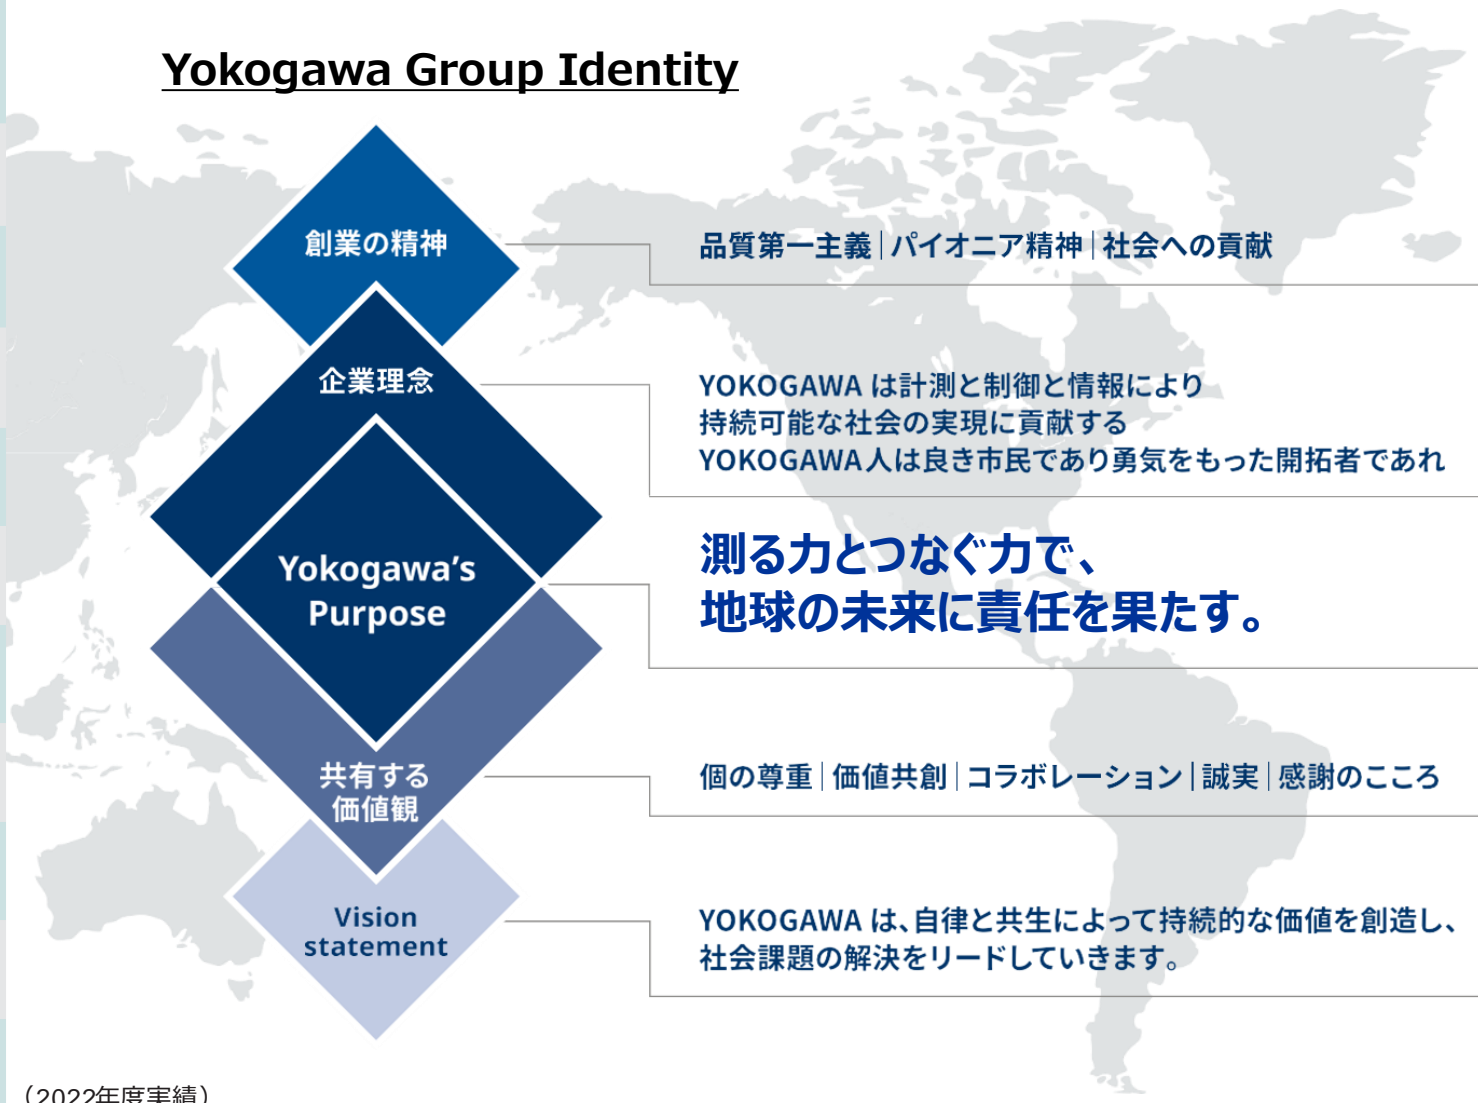 Yokogawa Group Identity
創業の精神
品質第一主義|パイオニア精神|社会への貢献
企業理念
YOKOGAWA は計測と制御と情報により
持続可能な社会の実現に貢献する
YOKOGAWA人は良き市民であり勇気をもった開拓者であれ
Yokogawa's
Purpose
測る力とつなぐ力で、
地球の未来に責任を果たす。
共有する
価値観
個の尊重|価値共創|コラボレーション|誠実|感謝のこころ
Vision
statement
YOKOGAWA は、自律と共生によって持続的な価値を創造し、
社会課題の解決をリードしていきます。
（2022年度実績）